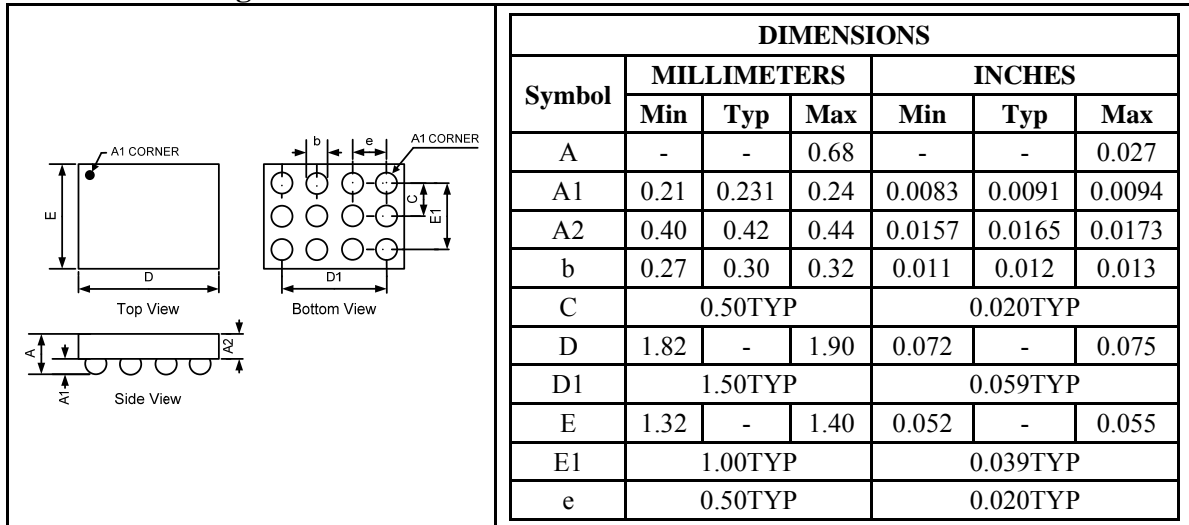 A1 CORNER
E
D
Top View
b
e
A1 CORNER
C
E1
D1
Bottom View
A
A1
A2
Side View
DIMENSIONS
Symbol MILLIMETERS INCHES
Min Typ Max Min Typ Max
A - - 0.68 - - 0.027
A1 0.21 0.231 0.24 0.0083 0.0091 0.0094
A2 0.40 0.42 0.44 0.0157 0.0165 0.0173
b 0.27 0.30 0.32 0.011 0.012 0.013
C 0.50TYP 0.020TYP
D 1.82 - 1.90 0.072 - 0.075
D1 1.50TYP 0.059TYP
E 1.32 - 1.40 0.052 - 0.055
E1 1.00TYP 0.039TYP
e 0.50TYP 0.020TYP